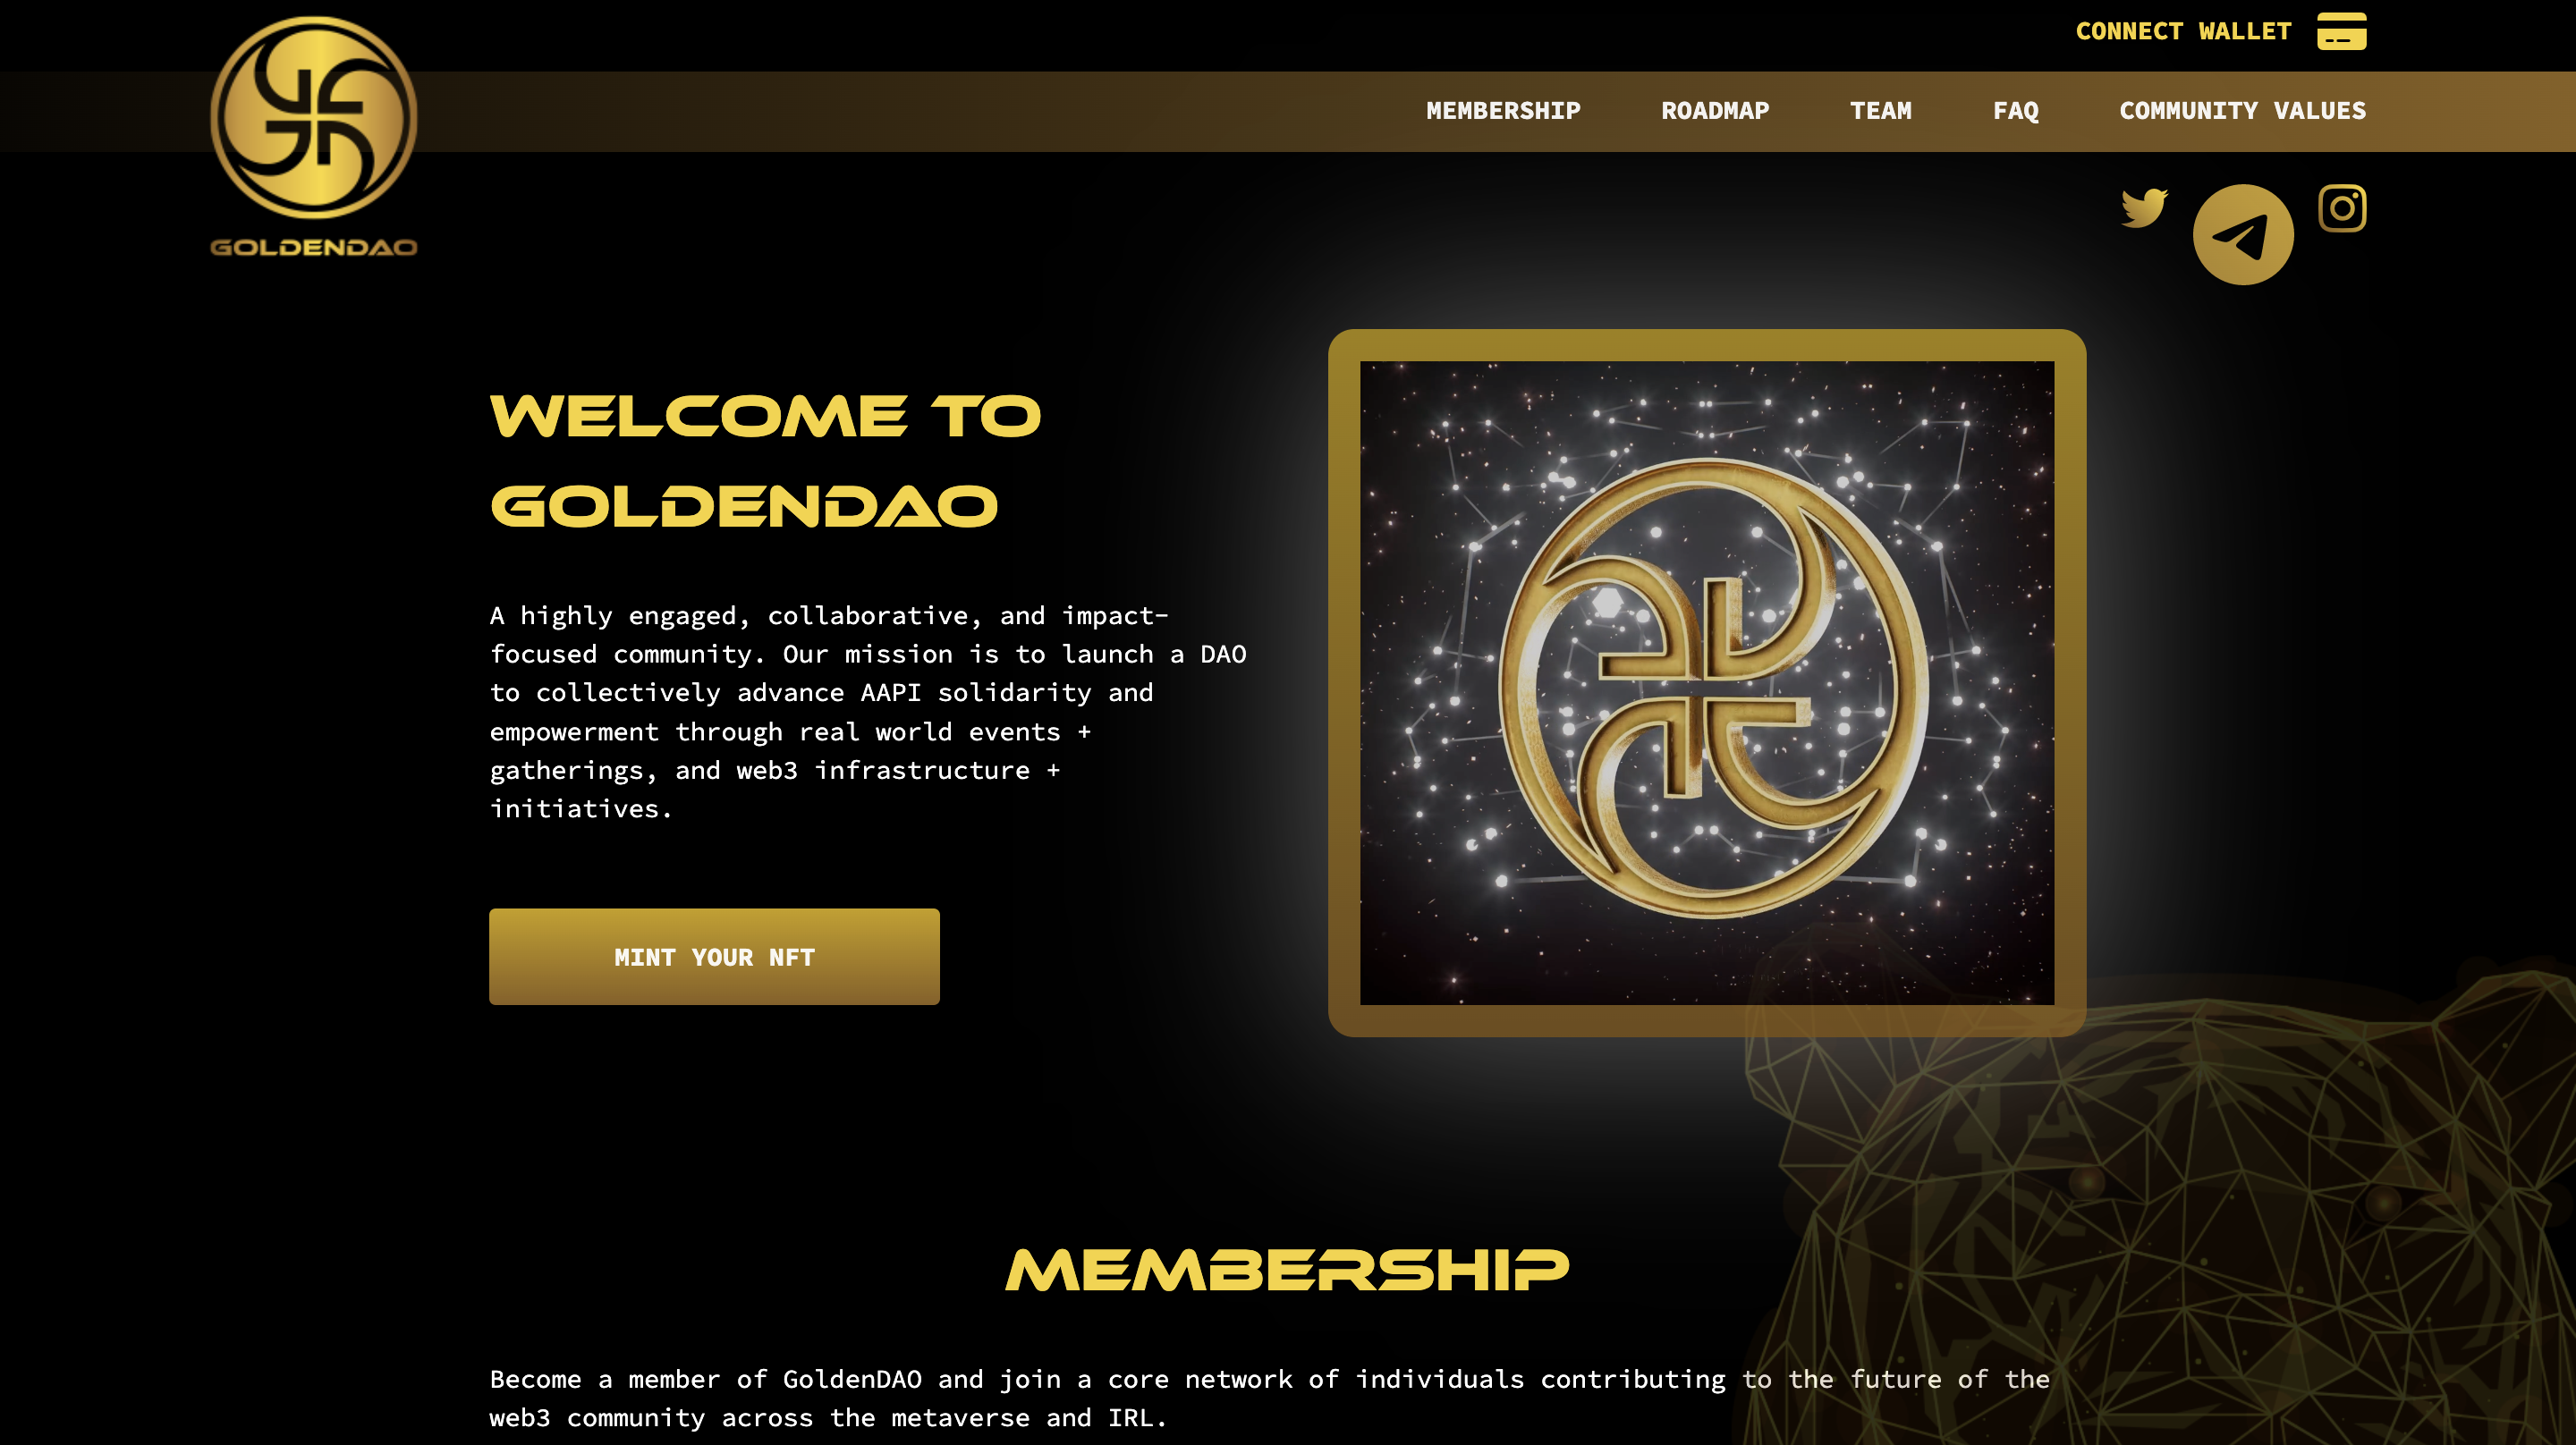 CONNECT WALLET
MEMBERSHIP ROADMAP TEAM FAQ COMMUNITY VALUES
GOLDENDAO
WELCOME TO
GOLDENDAO
A highly engaged, collaborative, and impact-
focused community. Our mission is to launch a DAO
to collectively advance AAPI solidarity and
empowerment through real world events +
gatherings, and web3 infrastructure +
initiatives.
MINT YOUR NFT
MEMBERSHIP
Become a member of GoldenDAO and join a core network of individuals contributing to the future of the
web3 community across the metaverse and IRL.